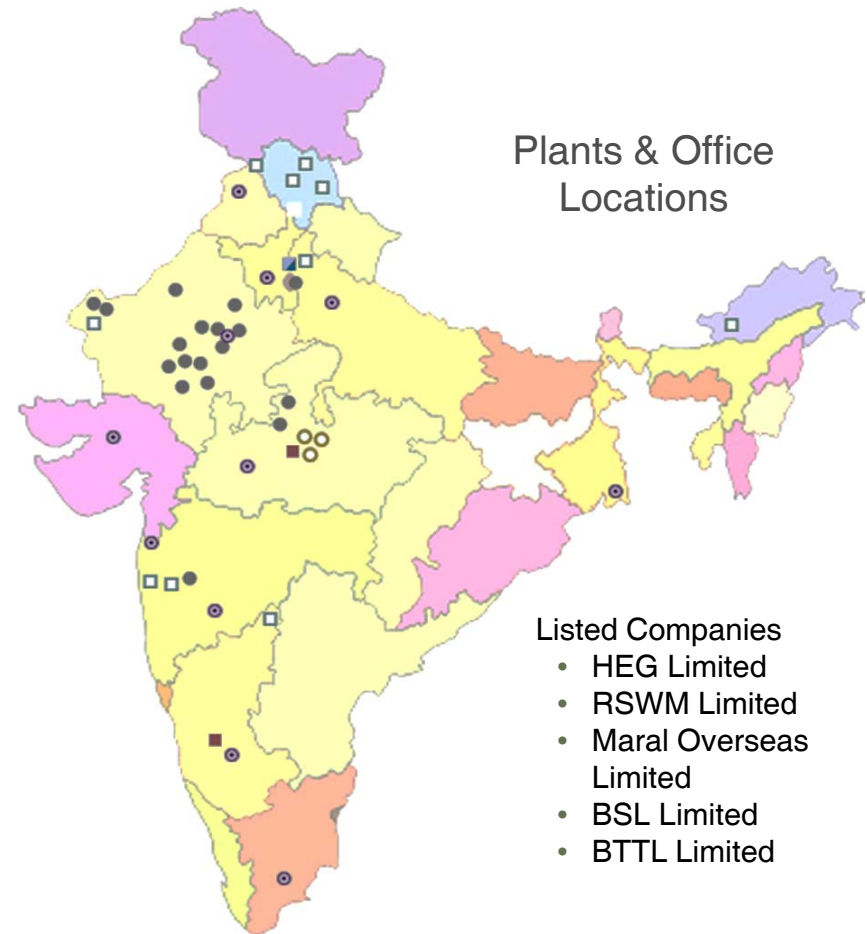 Plants & Office
Locations
Listed Companies
• HEG Limited
• RSWM Limited
• Maral Overseas
Limited
• BSL Limited
• BTTL Limited